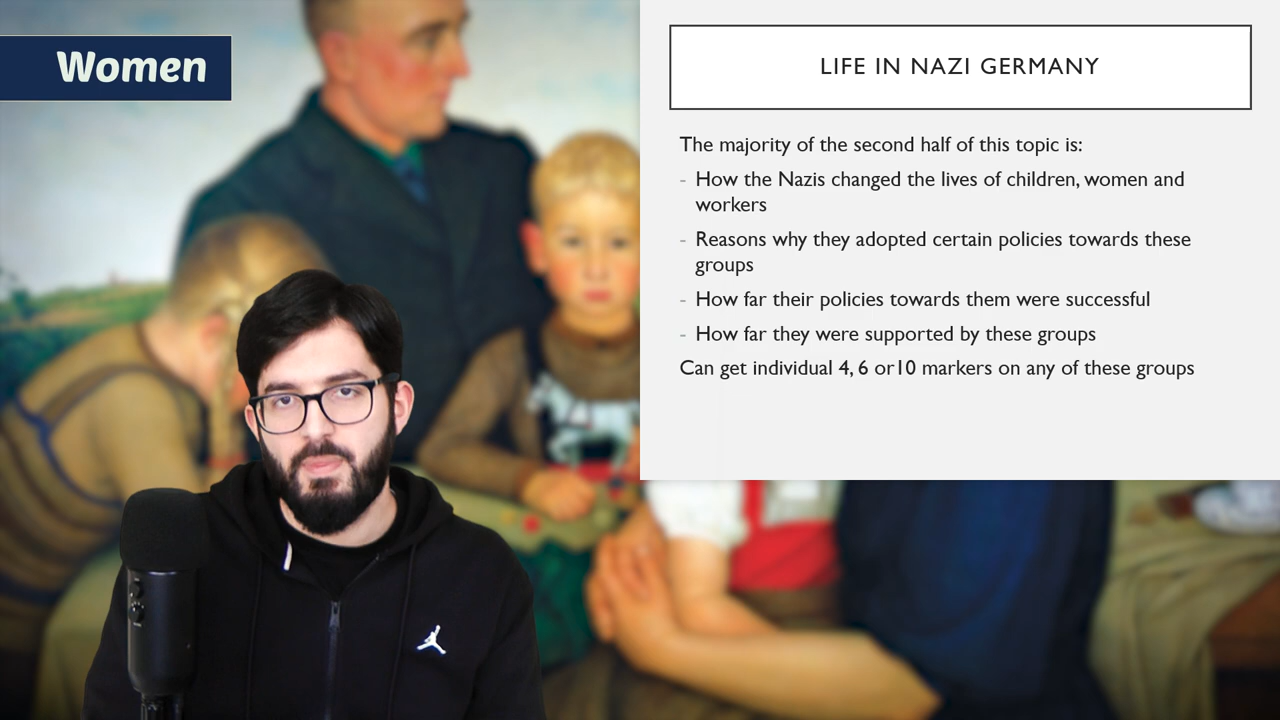 Women
LIFE IN NAZI GERMANY
The majority of the second half of this topic is:
- How the Nazis changed the lives of children, women and
workers
- Reasons why they adopted certain policies towards these
groups
- How far their policies towards them were successful
- How far they were supported by these groups
Can get individual 4, 6 or10 markers on any of these groups